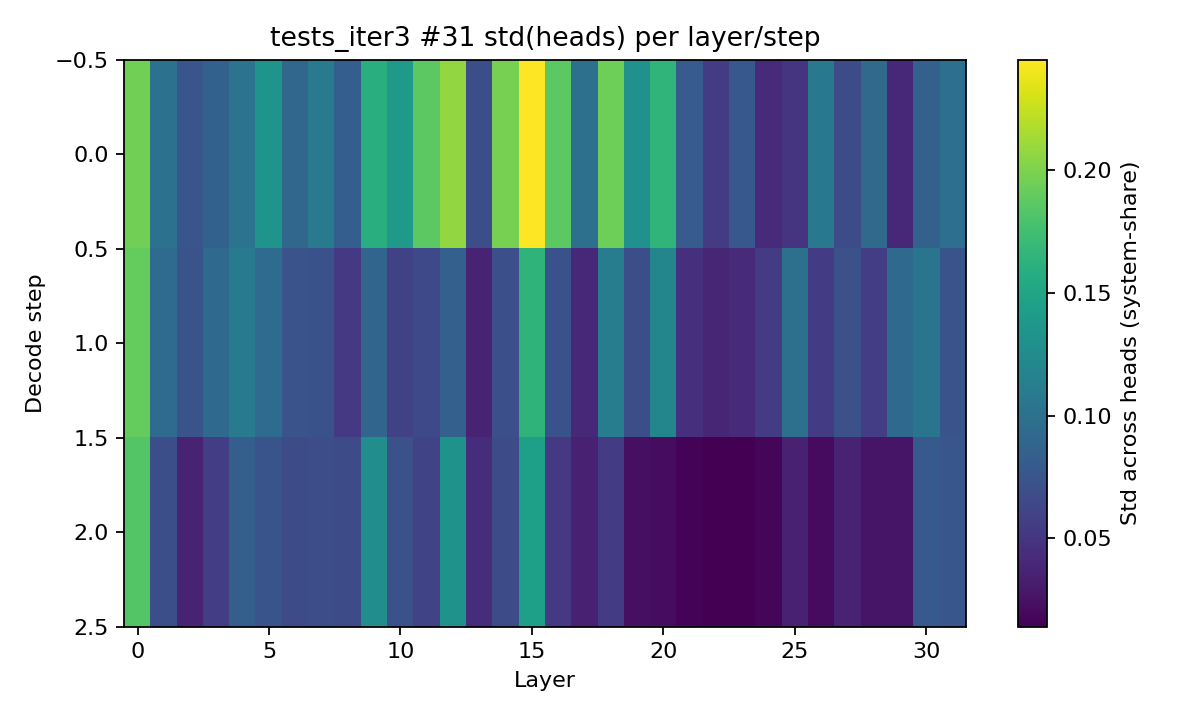 tests_iter3 #31 std(heads) per layer/step
−0.5
0.0
0.5
1.0
1.5
2.0
2.5
Decode step
0 5 10 15 20 25 30
Layer
0.20
0.15
0.10
0.05
Std across heads (system-share)